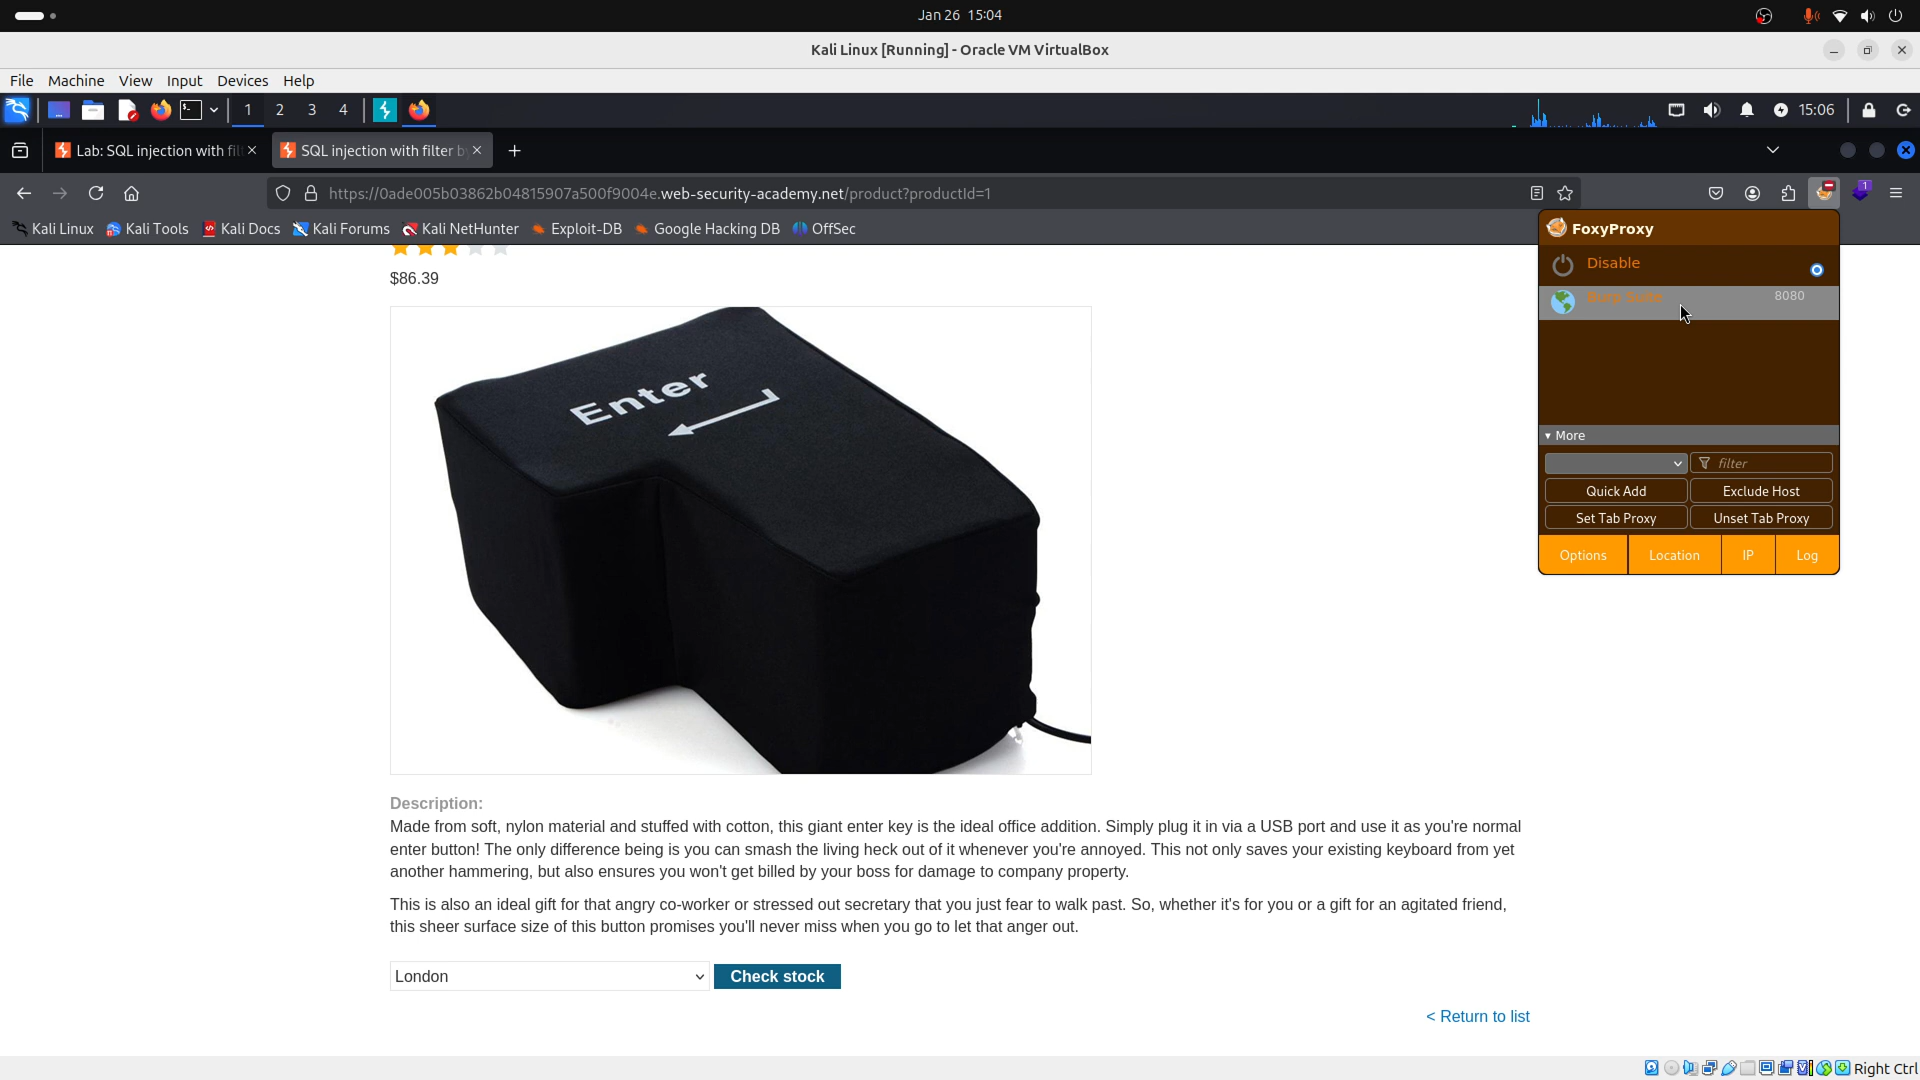 Jan 26 15:04
Kali Linux [Running] - Oracle VM VirtualBox
File Machine View Input Devices Help
1 2 3 4 15:06
Lab: SQL injection with filt SQL injection with filter b
https://0ade005b03862b04815907a500f9004e.web-security-academy.net/product?productId=1 1
Kali Linux Kali Tools Kali Docs Kali Forums Kali NetHunter Exploit-DB Google Hacking DB OffSec
FoxyProxy
Disable
Burp Suite 8080
More
filter
Quick Add Exclude Host
Set Tab Proxy Unset Tab Proxy
Options Location IP Log
$86.39
Enter
Description:
Made from soft, nylon material and stuffed with cotton, this giant enter key is the ideal office addition. Simply plug it in via a USB port and use it as you're normal
enter button! The only difference being is you can smash the living heck out of it whenever you're annoyed. This not only saves your existing keyboard from yet
another hammering, but also ensures you won't get billed by your boss for damage to company property.
This is also an ideal gift for that angry co-worker or stressed out secretary that you just fear to walk past. So, whether it's for you or a gift for an agitated friend,
this sheer surface size of this button promises you'll never miss when you go to let that anger out.
London Check stock
< Return to list
Right Ctrl